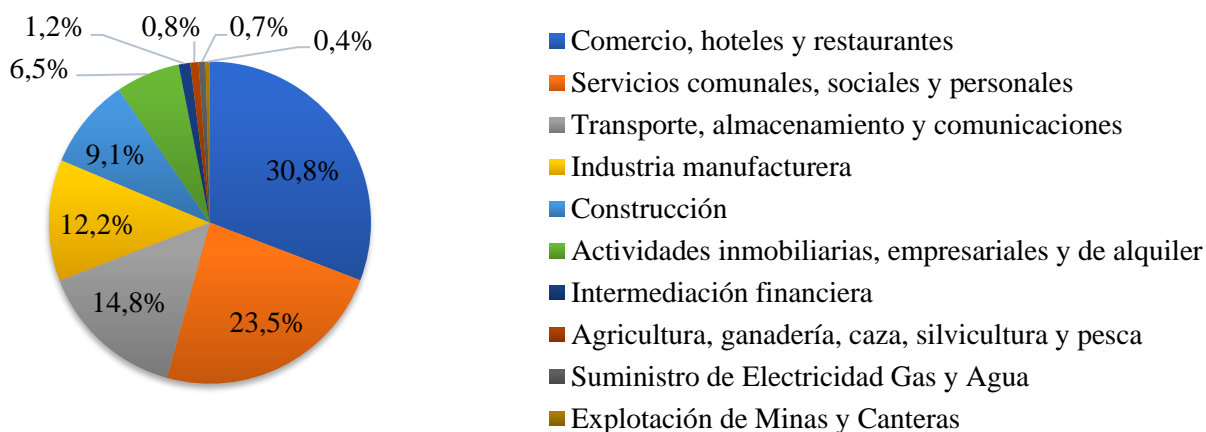 1,2%
0,8%
0,7%
0,4%
6,5%
9,1%
30,8%
12,2%
14,8%
23,5%
Comercio, hoteles y restaurantes
Servicios comunales, sociales y personales
Transporte, almacenamiento y comunicaciones
Industria manufacturera
Construcción
Actividades inmobiliarias, empresariales y de alquiler
Intermediación financiera
Agricultura, ganadería, caza, silvicultura y pesca
Suministro de Electricidad Gas y Agua
Explotación de Minas y Canteras